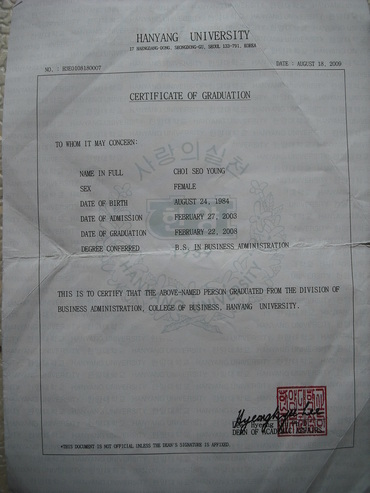 HANYANG UNIVERSITY
17 HAENGDANG-DONG, SEONGDONG-GU, SEOUL 133-791, KOREA
NO. :
DATE : AUGUST 18, 2009
CERTIFICATE OF GRADUATION
TO WHOM IT MAY CONCERN:
사랑의실천
NAME IN FULL CHOI SEO YOUNG
SEX FEMALE
DATE OF BIRTH AUGUST 24, 1984
DATE OF ADMISSION FEBRUARY 27, 2003
DATE OF GRADUATION FEBRUARY 22, 2008
DEGREE CONFERRED B.S. IN BUSINESS ADMINISTRATION
THIS IS TO CERTIFY THAT THE ABOVE-NAMED PERSON GRADUATED FROM THE DIVISION OF
BUSINESS ADMINISTRATION, COLLEGE OF BUSINESS, HANYANG UNIVERSITY.
DEAN OF ACADEMIC
*THIS DOCUMENT IS NOT OFFICIAL UNLESS THE DEAN'S SIGNATURE IS AFFIXED.